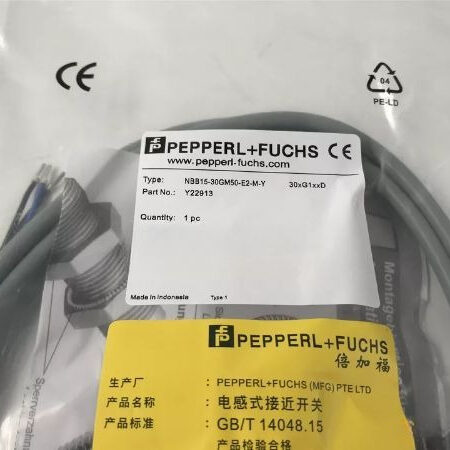 CE
04
PE-LD
PEPPERL+FUCHS CE
www.pepperl-fuchs.com
Type: NBB15-30GM50-E2-M-Y 30xG1xxD
Part No.: Y22913
Quantity: 1 pc
Made in Indonesia Type 1
Montage
Sperverzahn
PEPPERL+FUCHS
倍加福
生产厂: PEPPERL+FUCHS (MFG) PTE LTD
产品名称: 电感式接近开关
产品标准: GB/T 14048.15
产品检验合格